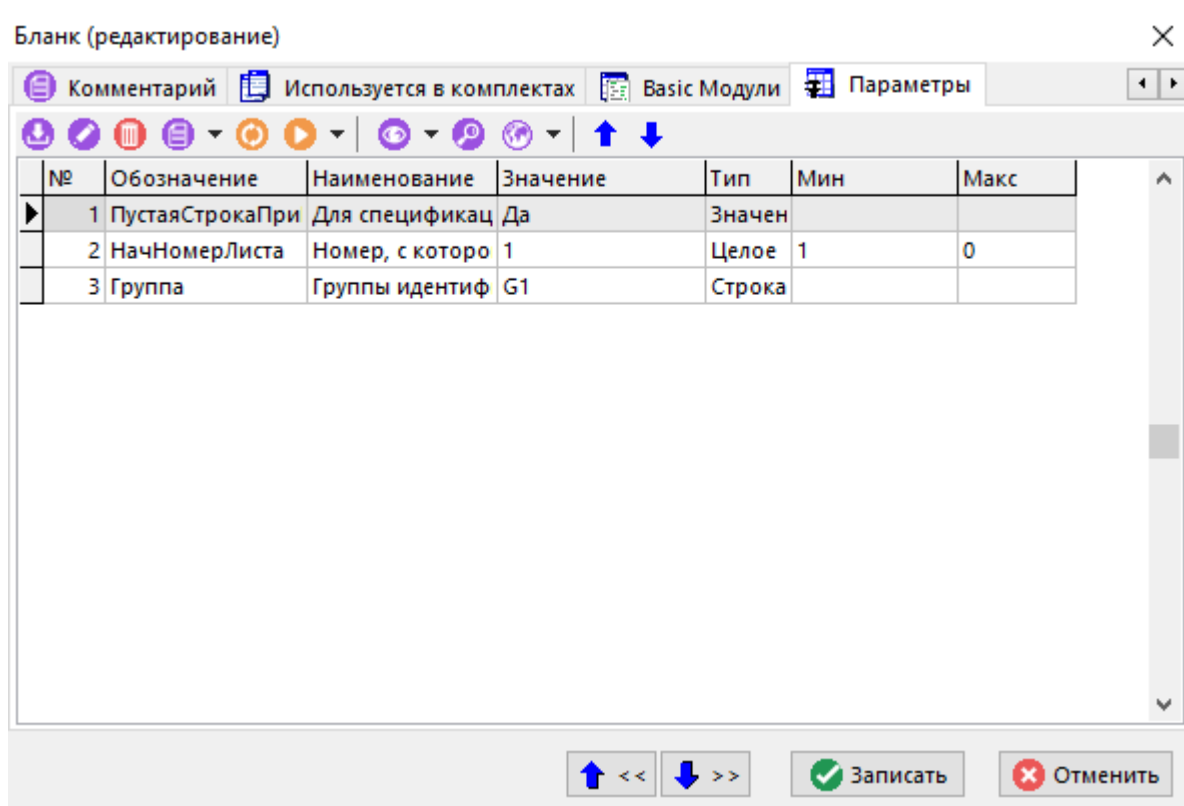 Бланк (редактирование)
Комментарий Используется в комплектах Basic Модули Параметры
№ Обозначение Наименование Значение Тип Мин Макс
1 ПустаяСтрокаПри Для спецификац Да Значен
2 НачНомерЛиста Номер, с которо 1 Целое 1 0
3 Группа Группы идентиф G1 Строка
<< >> Записать Отменить